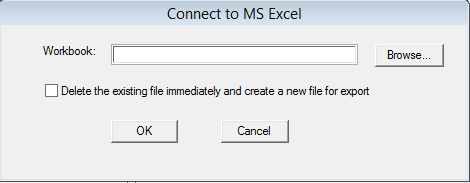 Connect to MS Excel
Workbook:
Browse...
Delete the existing file immediately and create a new file for export
OK
Cancel